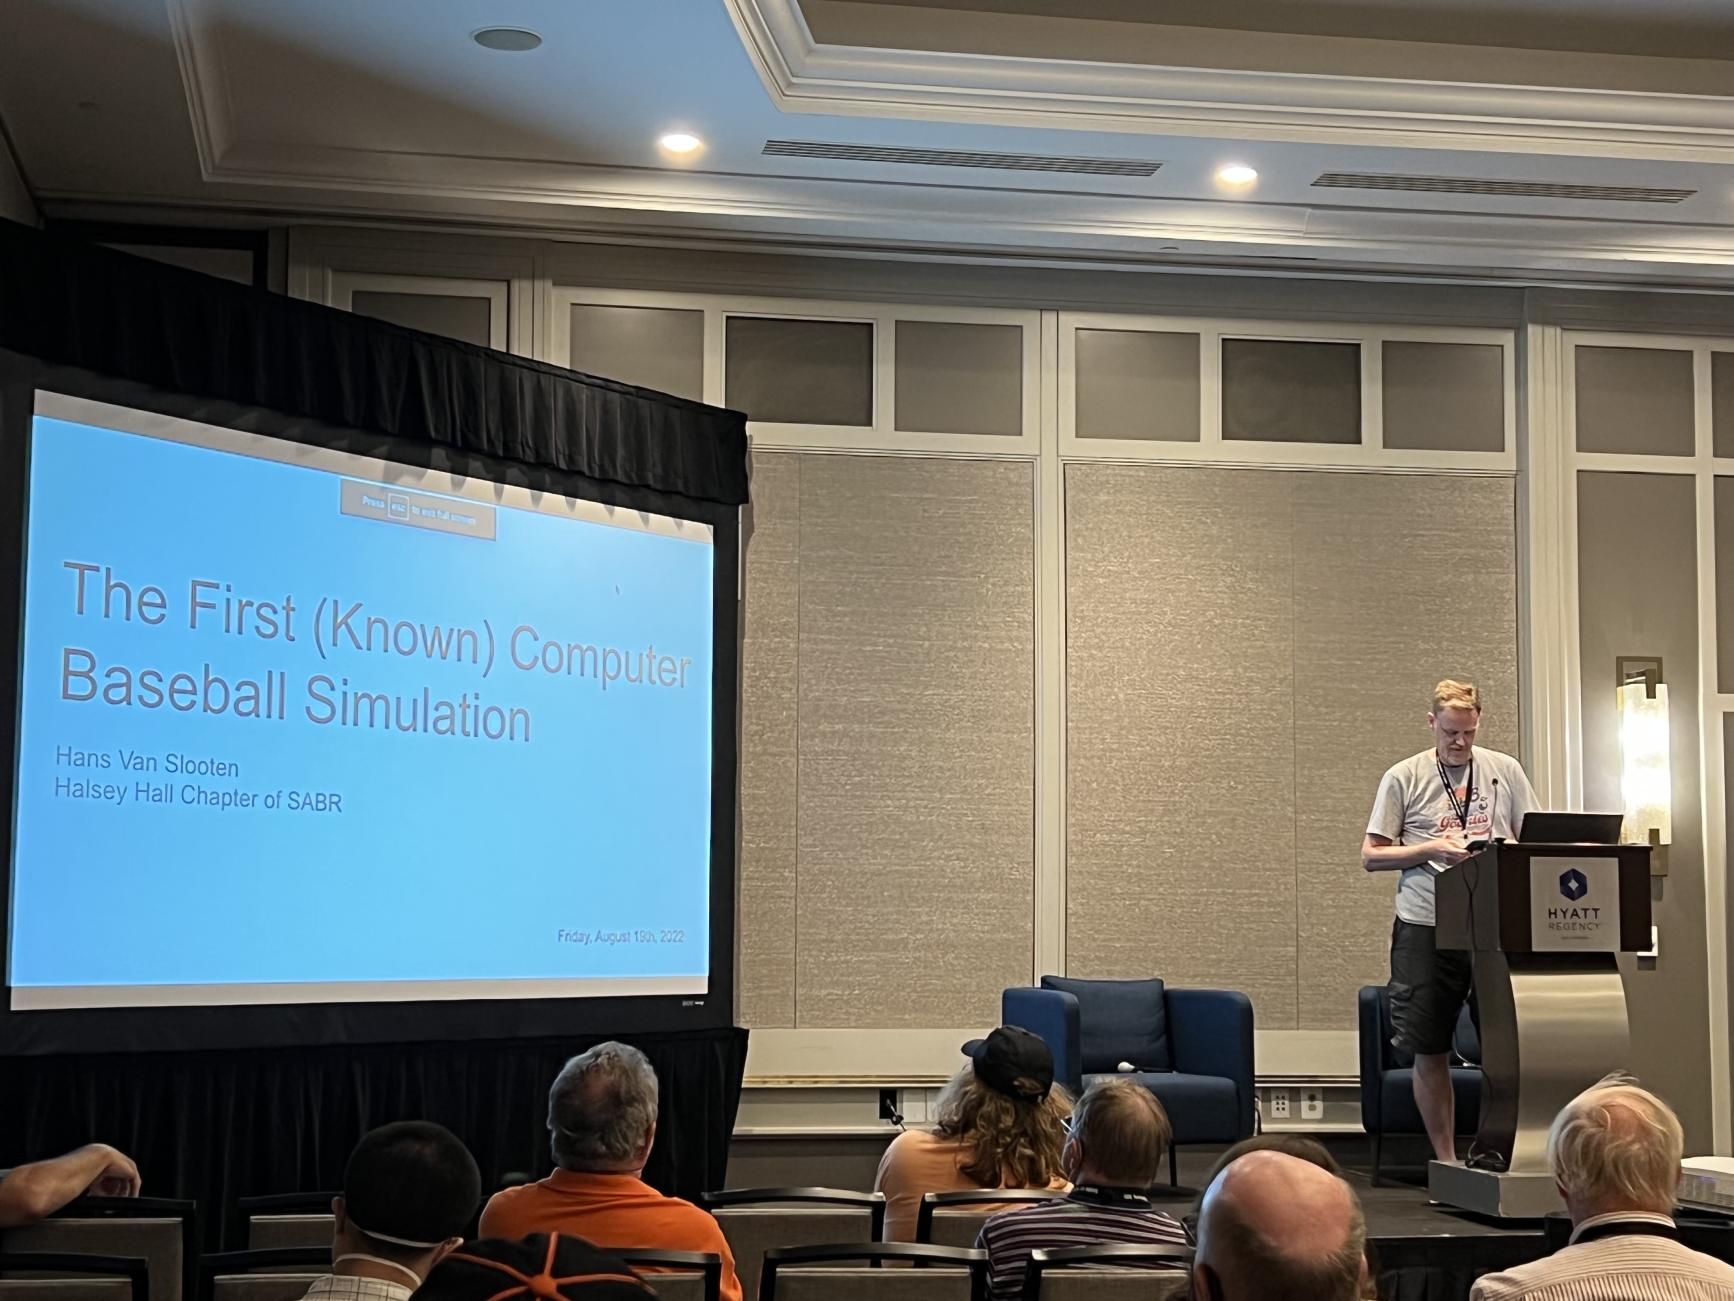 Press esc to exit full screen
The First (Known) Computer
Baseball Simulation
Hans Van Slooten
Halsey Hall Chapter of SABR
Friday, August 19th, 2022
HYATT
REGENCY